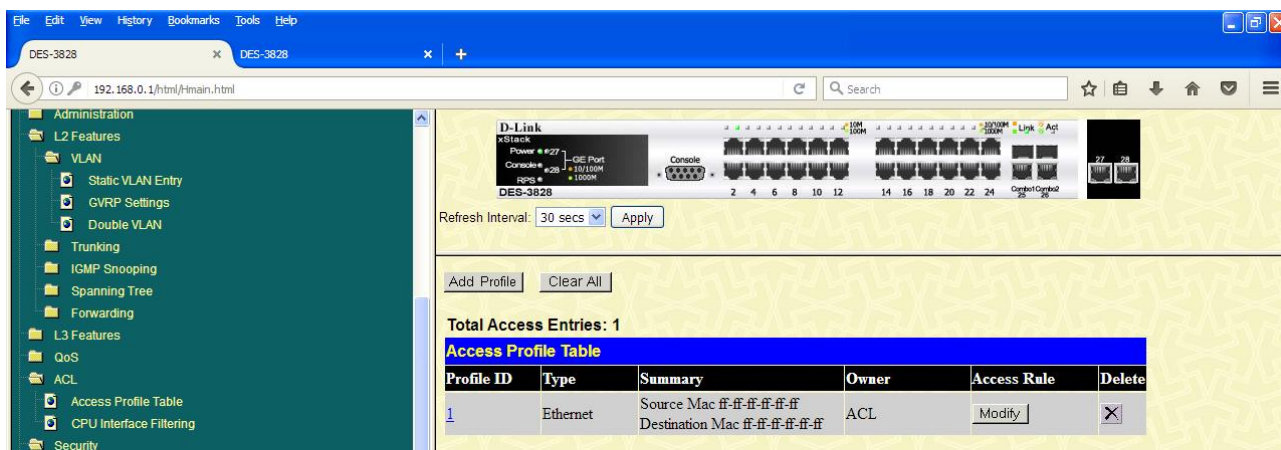 File Edit View History Bookmarks Tools Help
DES-3828 × DES-3828 × +
192.168.0.1/html/Hmain.html
Search
Administration
L2 Features
VLAN
Static VLAN Entry
GVRP Settings
Double VLAN
Trunking
IGMP Snooping
Spanning Tree
Forwarding
L3 Features
QoS
ACL
Access Profile Table
CPU Interface Filtering
Security
D-Link
xStack
Power 27
Console 28
GE Port
10/100M
1000M
RPS
DES-3828
Console
10M
100M
10/100M
1000M
Link Act
2 4 6 8 10 12 14 16 18 20 22 24
Combo1 Combo2
25 26
27 28
Refresh Interval: 30 secs Apply
Add Profile Clear All
Total Access Entries: 1
Access Profile Table
Profile ID Type Summary Owner Access Rule Delete
1 Ethernet Source Mac ff-ff-ff-ff-ff-ff ACL Modify X
Destination Mac ff-ff-ff-ff-ff-ff